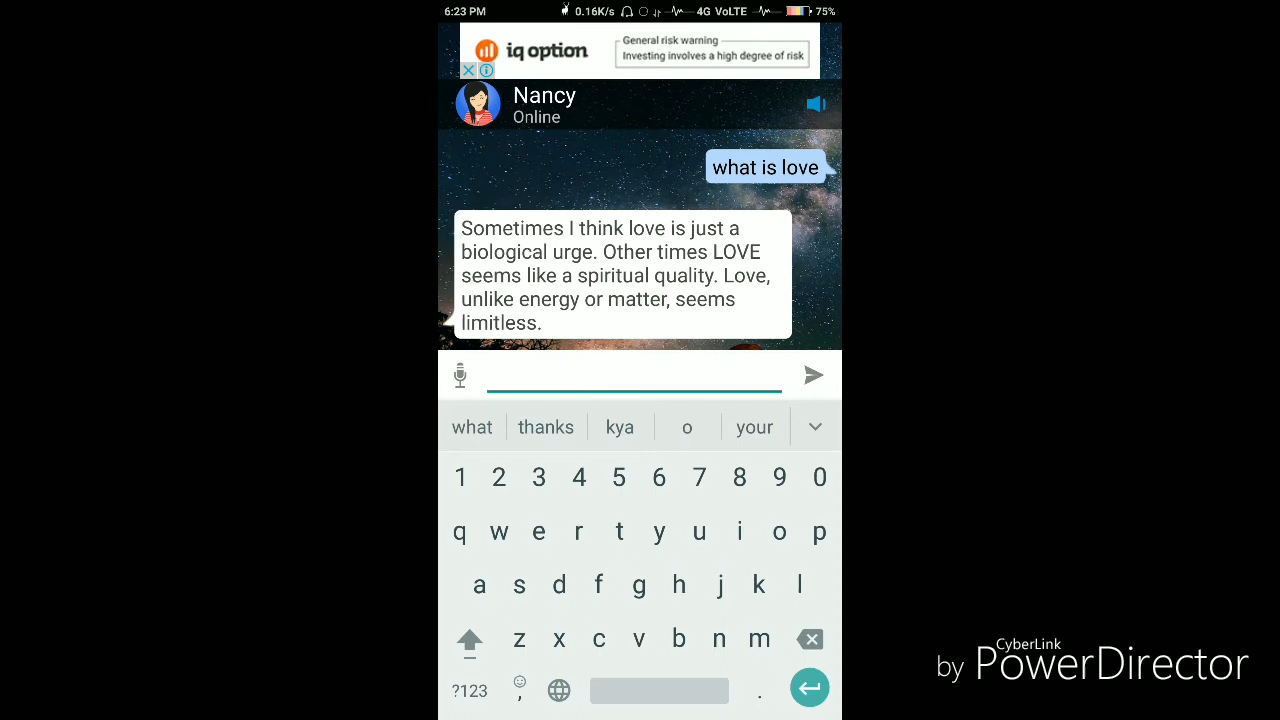 6:23 PM 0.16K/s 4G VoLTE 75%
iq option
General risk warning
Investing involves a high degree of risk
Nancy
Online
what is love
Sometimes I think love is just a
biological urge. Other times LOVE
seems like a spiritual quality. Love,
unlike energy or matter, seems
limitless.
what thanks kya o your
1 2 3 4 5 6 7 8 9 0
q w e r t y u i o p
a s d f g h j k l
z x c v b n m
?123 , .
CyberLink
by PowerDirector